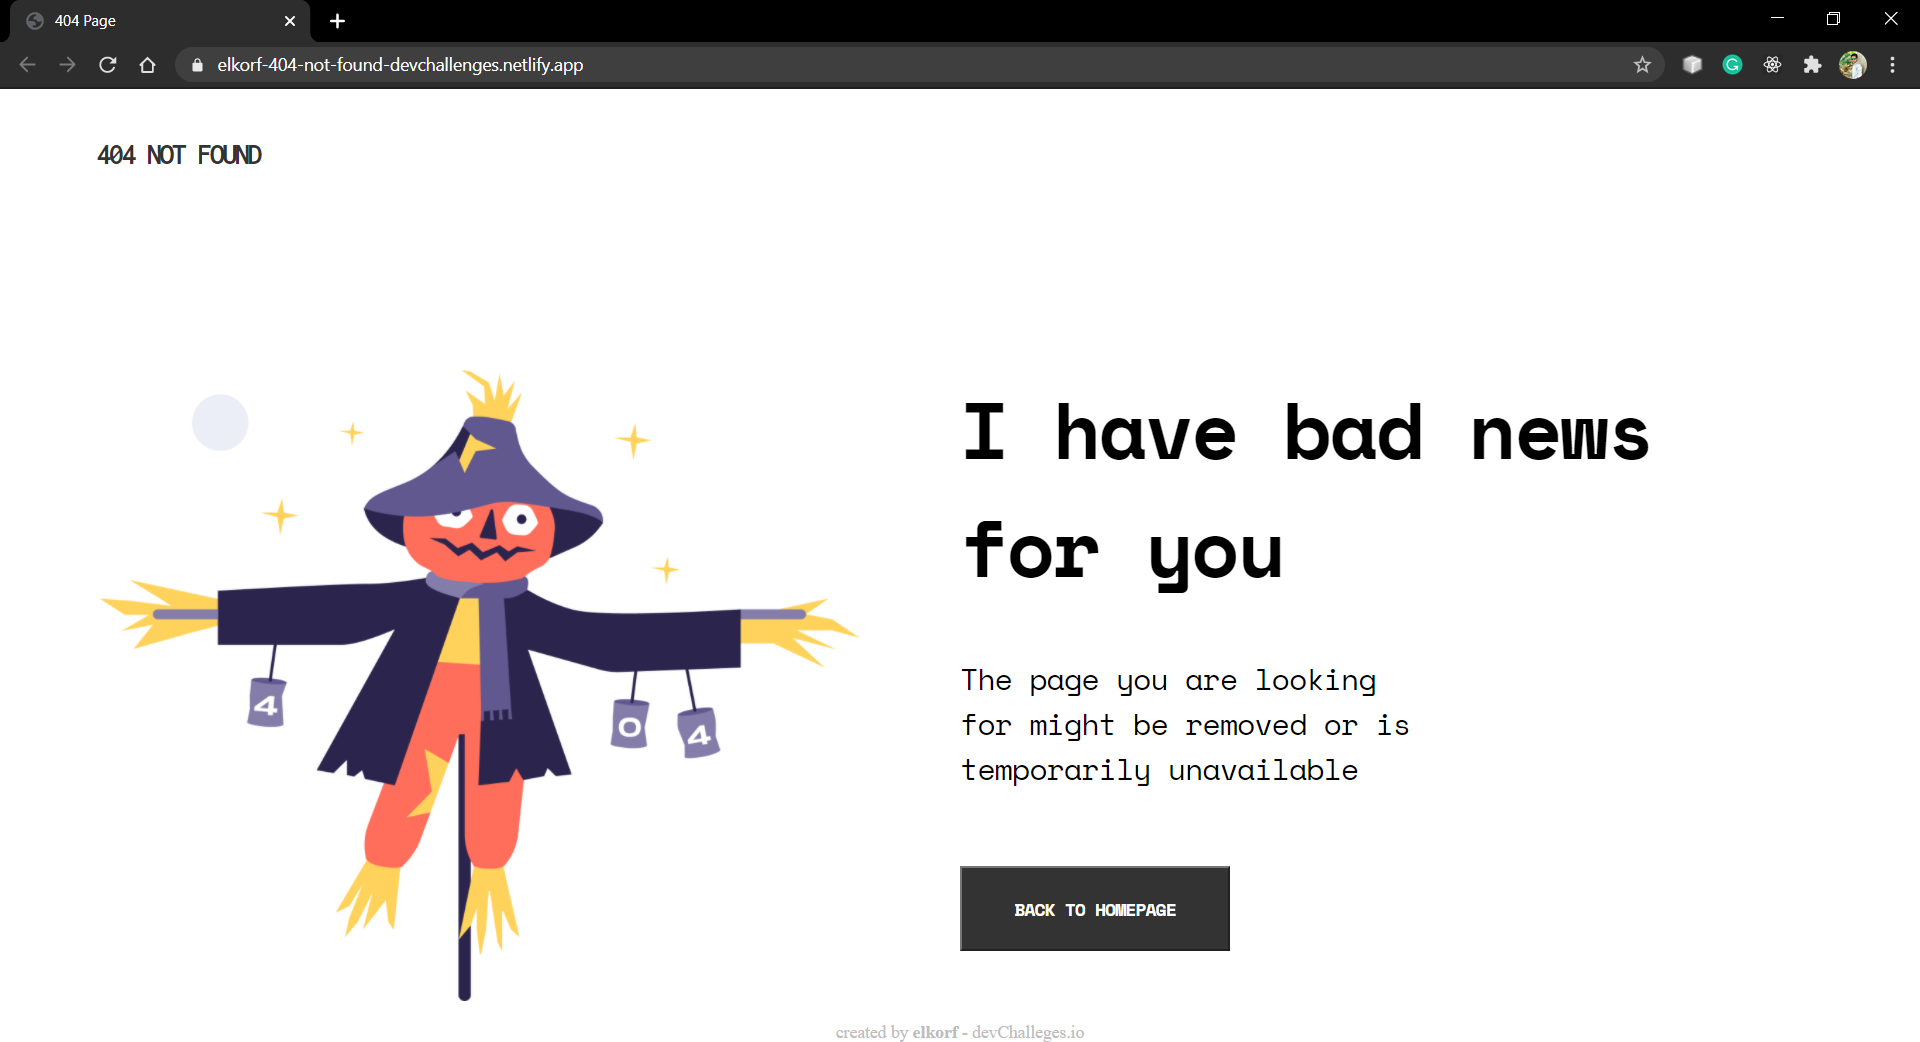 404 Page
elkorf-404-not-found-devchallenges.netlify.app
404 NOT FOUND
I have bad news
for you
4
0
4
The page you are looking
for might be removed or is
temporarily unavailable
BACK TO HOMEPAGE
created by elkorf - devChalleges.io